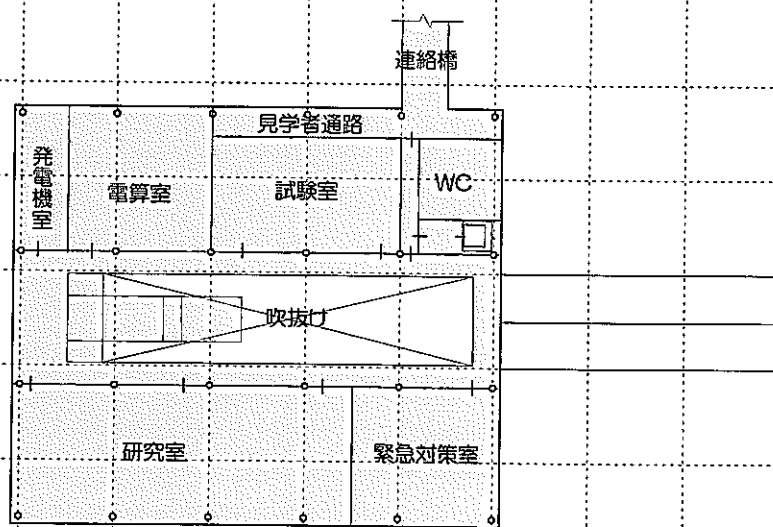 連絡橋
見学者通路
発電機室
電算室
試験室
WC
吹抜け
研究室
緊急対策室